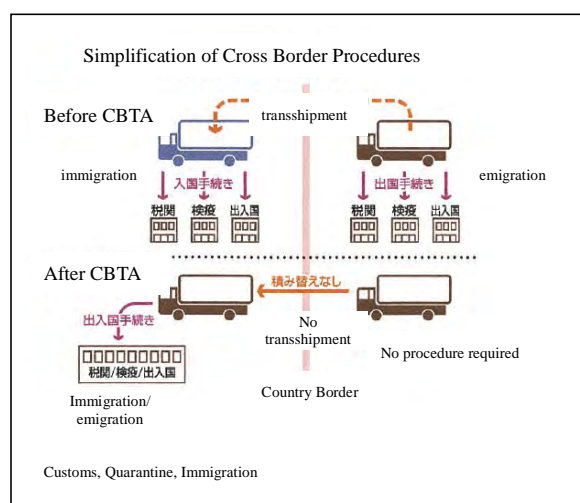 Simplification of Cross Border Procedures
Before CBTA
transshipment
immigration
入国手続き
出国手続き
emigration
税関 検疫 出入国
税関 検疫 出入国
After CBTA
積み替えなし
出入国手続き
No
transshipment
No procedure required
税関/検疫/出入国
Immigration/
emigration
Country Border
Customs, Quarantine, Immigration